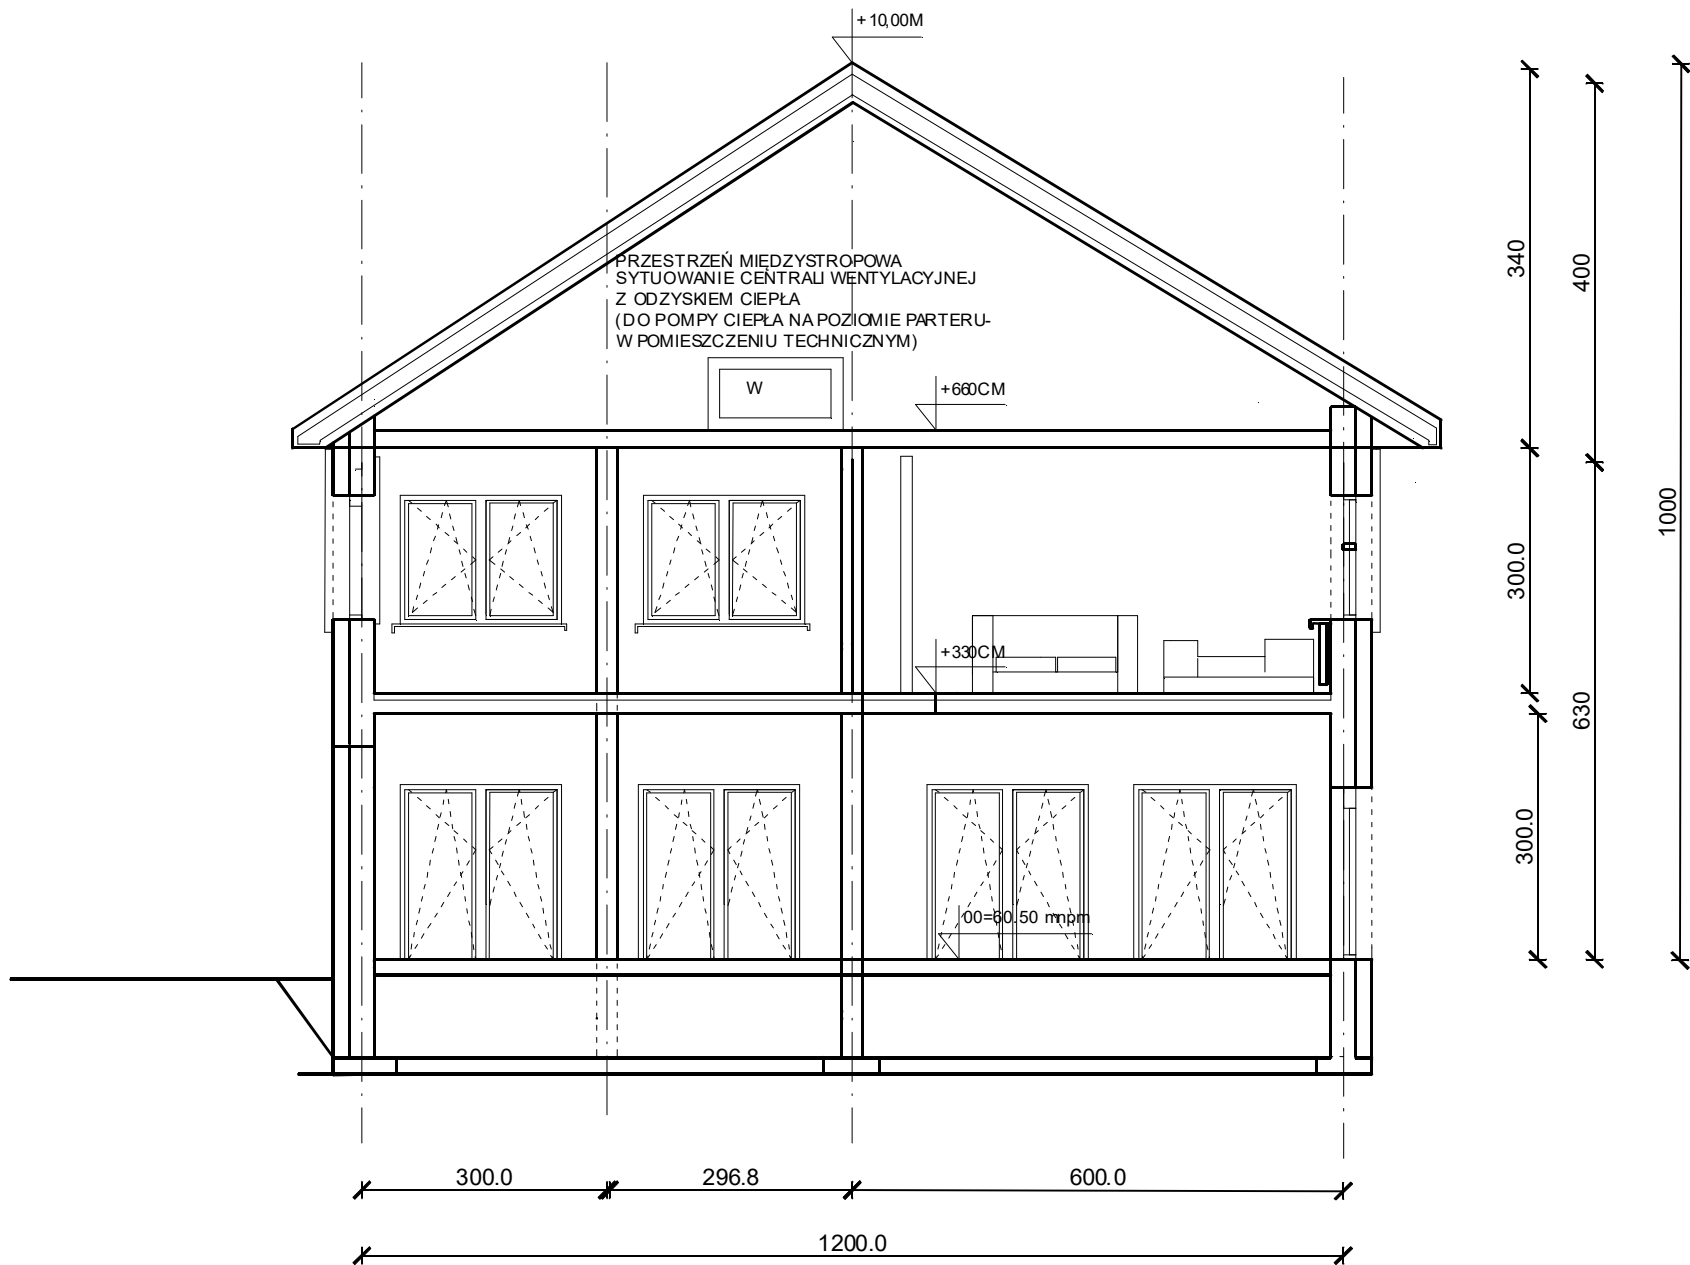 +10,00M
PRZESTRZEŃ MIĘDZYSTROPOWA
SYTUOWANIE CENTRALI WENTYLACYJNEJ
Z ODZYSKIEM CIEPŁA
(DO POMPY CIEPŁA NA POZIOMIE PARTERU-
W POMIESZCZENIU TECHNICZNYM)
W
+660CM
+330CM
00=60.50 mnpm
340
400
1000
300.0
630
300.0
300.0
296.8
600.0
1200.0